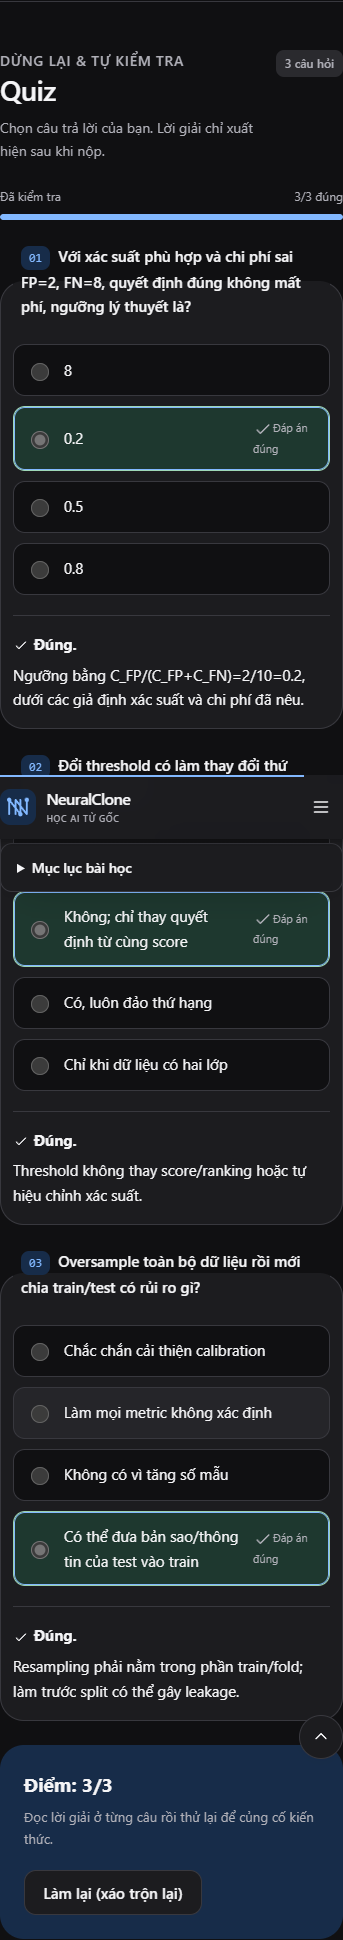 DỪNG LẠI & TỰ KIỂM TRA
3 câu hỏi
Quiz
Chọn câu trả lời của bạn. Lời giải chỉ xuất
hiện sau khi nộp.
Đã kiểm tra
3/3 đúng
01 Với xác suất phù hợp và chi phí sai
FP=2, FN=8, quyết định đúng không mất
phí, ngưỡng lý thuyết là?
8
0.2
Đáp án
đúng
0.5
0.8
Đúng.
Ngưỡng bằng C_FP/(C_FP+C_FN)=2/10=0.2,
dưới các giả định xác suất và chi phí đã nêu.
02 Đổi threshold có làm thay đổi thứ
NeuralClone
HỌC AI TỪ GỐC
Mục lục bài học
Không; chỉ thay quyết
định từ cùng score
Đáp án
đúng
Có, luôn đảo thứ hạng
Chỉ khi dữ liệu có hai lớp
Đúng.
Threshold không thay score/ranking hoặc tự
hiệu chỉnh xác suất.
03 Oversample toàn bộ dữ liệu rồi mới
chia train/test có rủi ro gì?
Chắc chắn cải thiện calibration
Làm mọi metric không xác định
Không có vì tăng số mẫu
Có thể đưa bản sao/thông
tin của test vào train
Đáp án
đúng
Đúng.
Resampling phải nằm trong phần train/fold;
làm trước split có thể gây leakage.
Điểm: 3/3
Đọc lời giải ở từng câu rồi thử lại để củng cố kiến
thức.
Làm lại (xáo trộn lại)